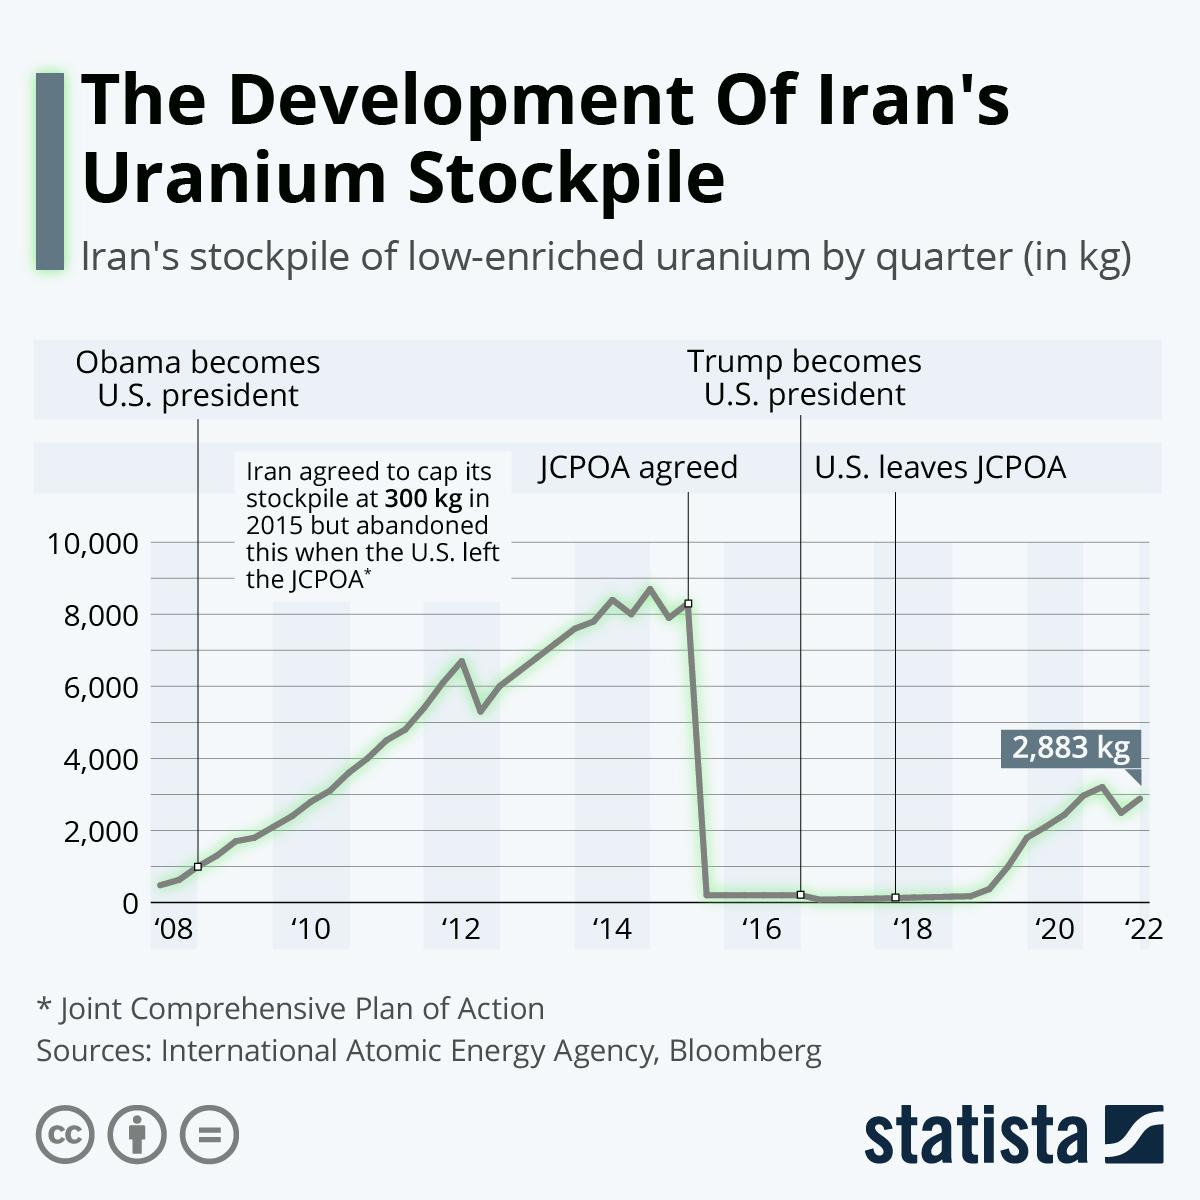 The Development Of Iran's
Uranium Stockpile
Iran's stockpile of low-enriched uranium by quarter (in kg)
Obama becomes
U.S. president
Trump becomes
U.S. president
JCPOA agreed
U.S. leaves JCPOA
Iran agreed to cap its
stockpile at 300 kg in
2015 but abandoned
this when the U.S. left
the JCPOA*
10,000
8,000
6,000
4,000
2,000
0
2,883 kg
‘08
‘10
‘12
‘14
‘16
‘18
‘20
‘22
* Joint Comprehensive Plan of Action
Sources: International Atomic Energy Agency, Bloomberg
cc
statista